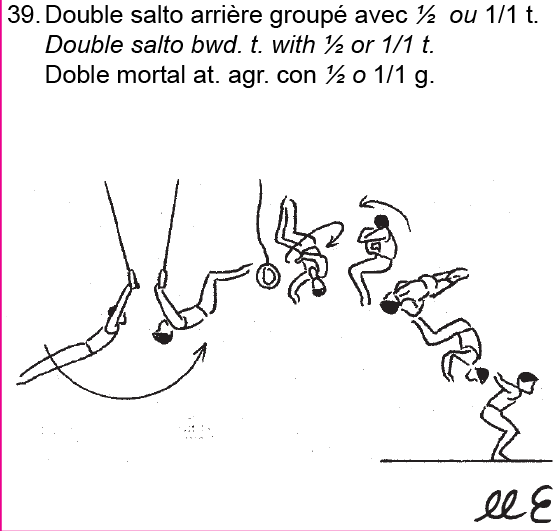 39. Double salto arrière groupé avec ½ ou 1/1 t.
Double salto bwd. t. with ½ or 1/1 t.
Doble mortal at. agr. con ½ o 1/1 g.